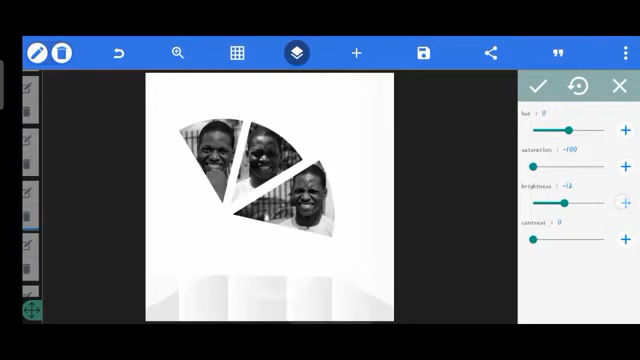 hue : 0
saturation : -100
brightness : -12
contrast : 0